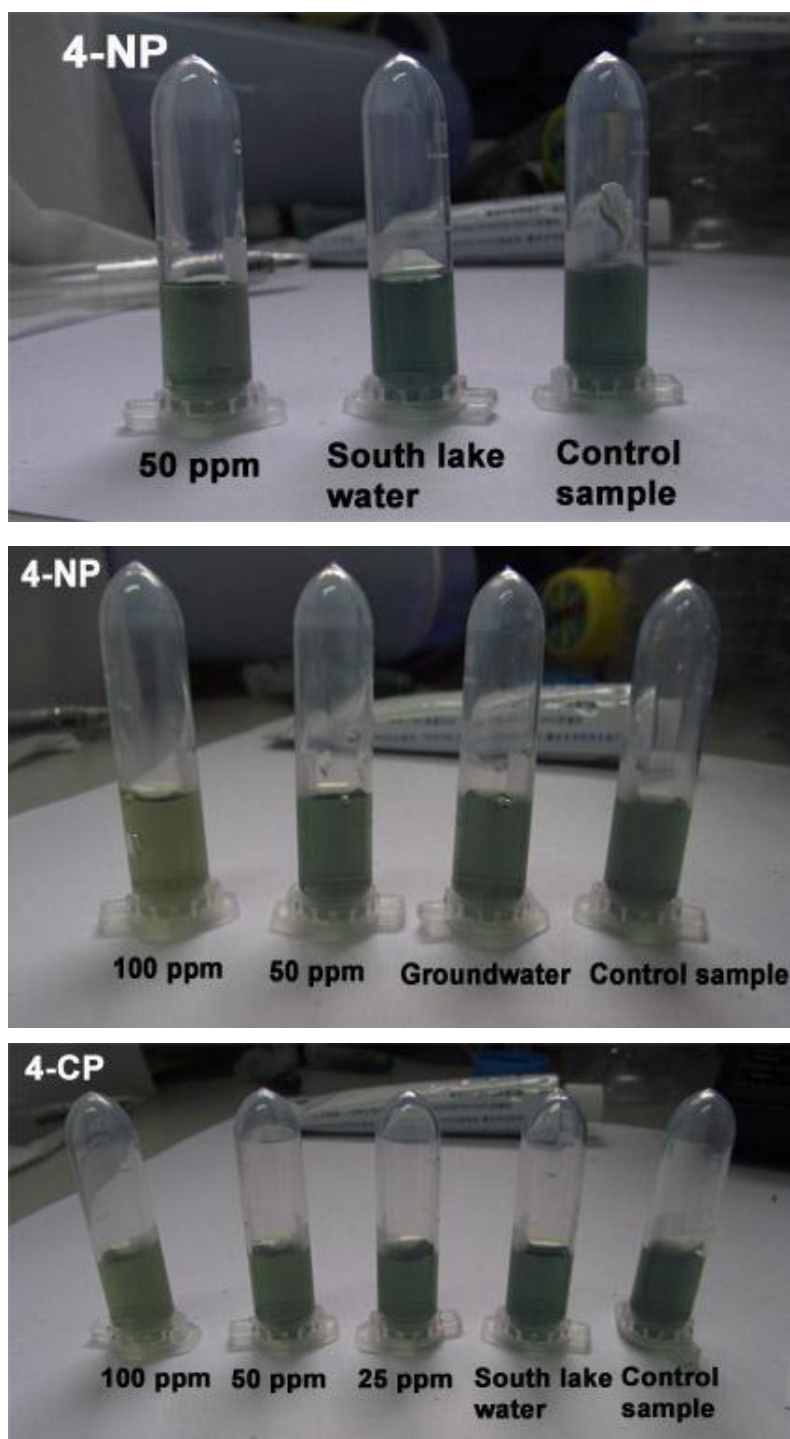 4-NP
50 ppm
South lake
water
Control
sample
4-NP
100 ppm
50 ppm
Groundwater
Control sample
4-CP
100 ppm
50 ppm
25 ppm
South lake
water
Control
sample